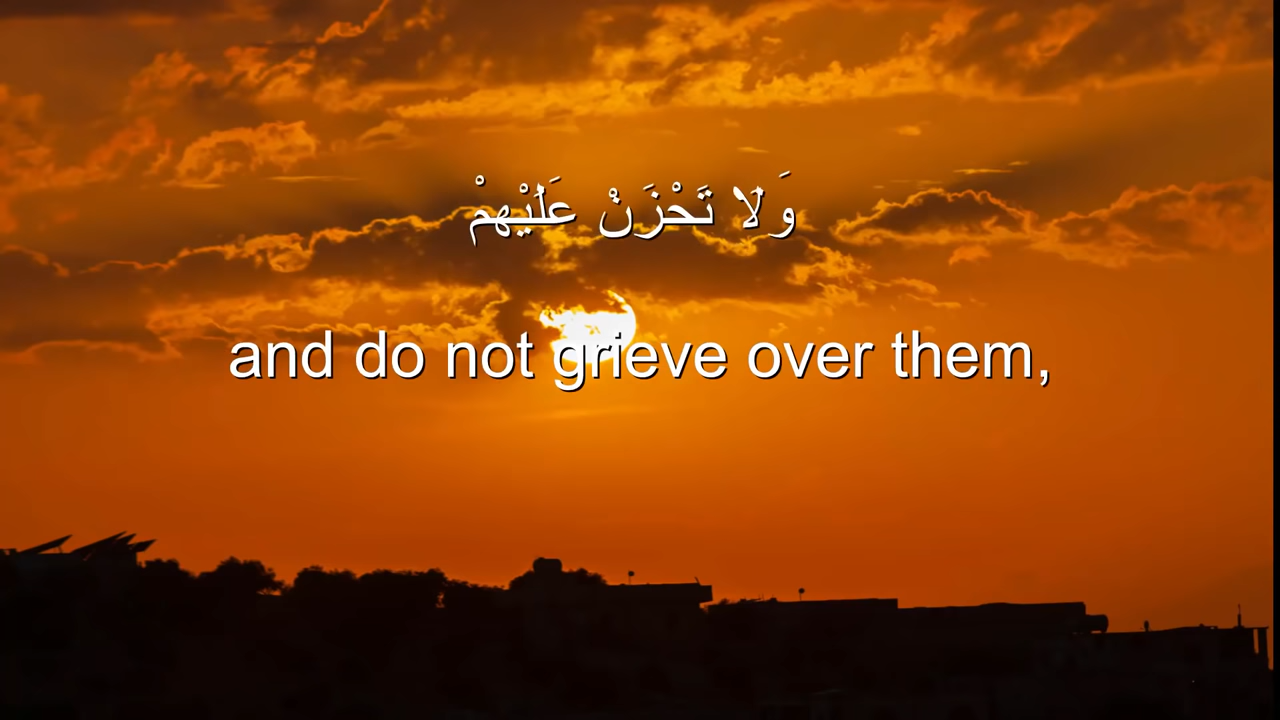 وَلا تَحْزَنْ عَلَيْهِمْ
and do not grieve over them,